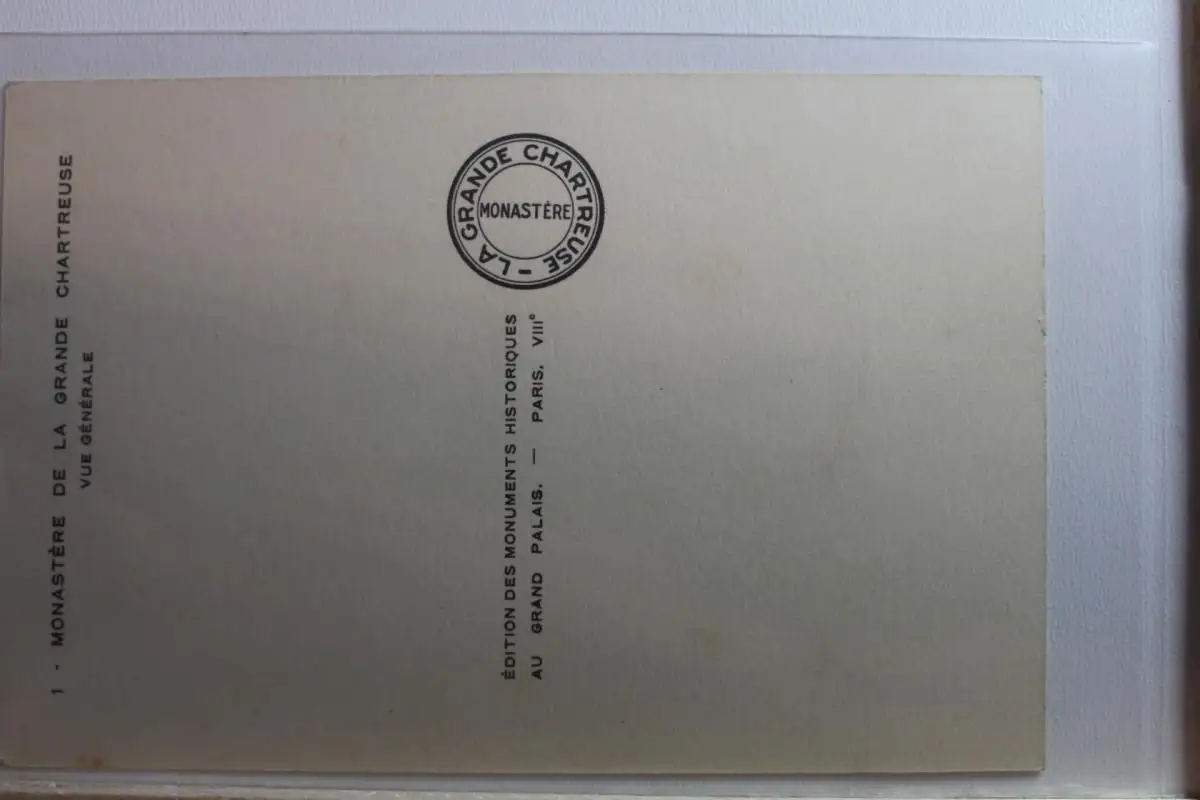 1 - MONASTÈRE DE LA GRANDE CHARTREUSE
VUE GÉNÉRALE
LA GRANDE CHARTREUSE -
MONASTÈRE
ÉDITION DES MONUMENTS HISTORIQUES
AU GRAND PALAIS. — PARIS, VIIIᵉ